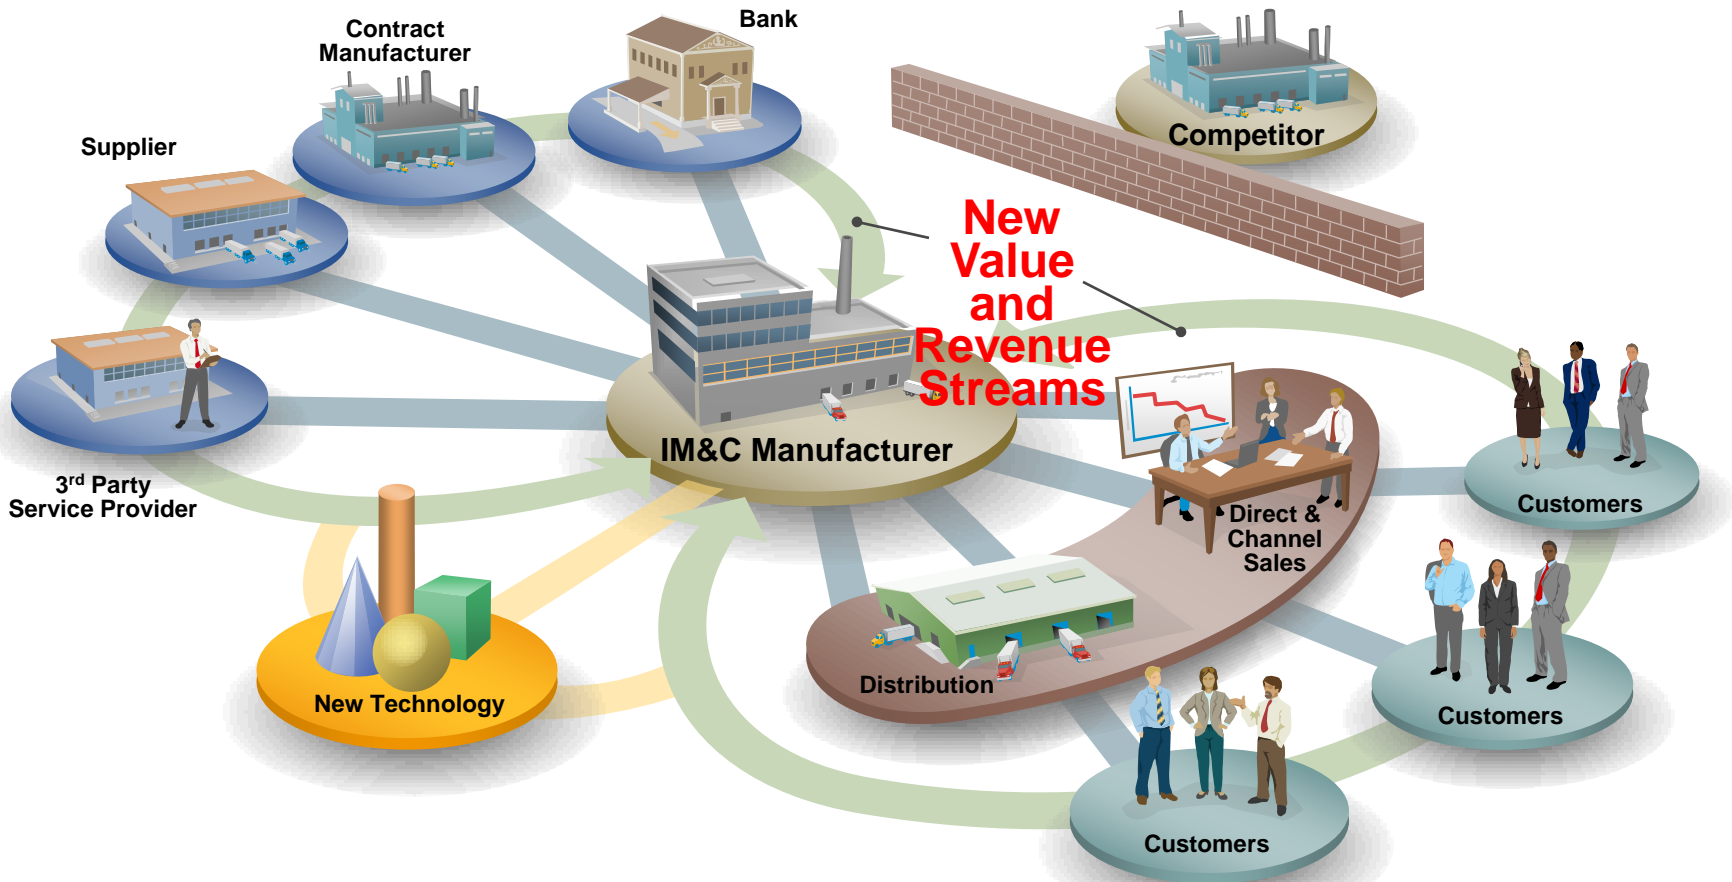 Contract
Manufacturer
Bank
Competitor
Supplier
New
Value
and
Revenue
Streams
IM&C Manufacturer
3rd Party
Service Provider
Customers
Direct &
Channel
Sales
New Technology
Distribution
Customers
Customers